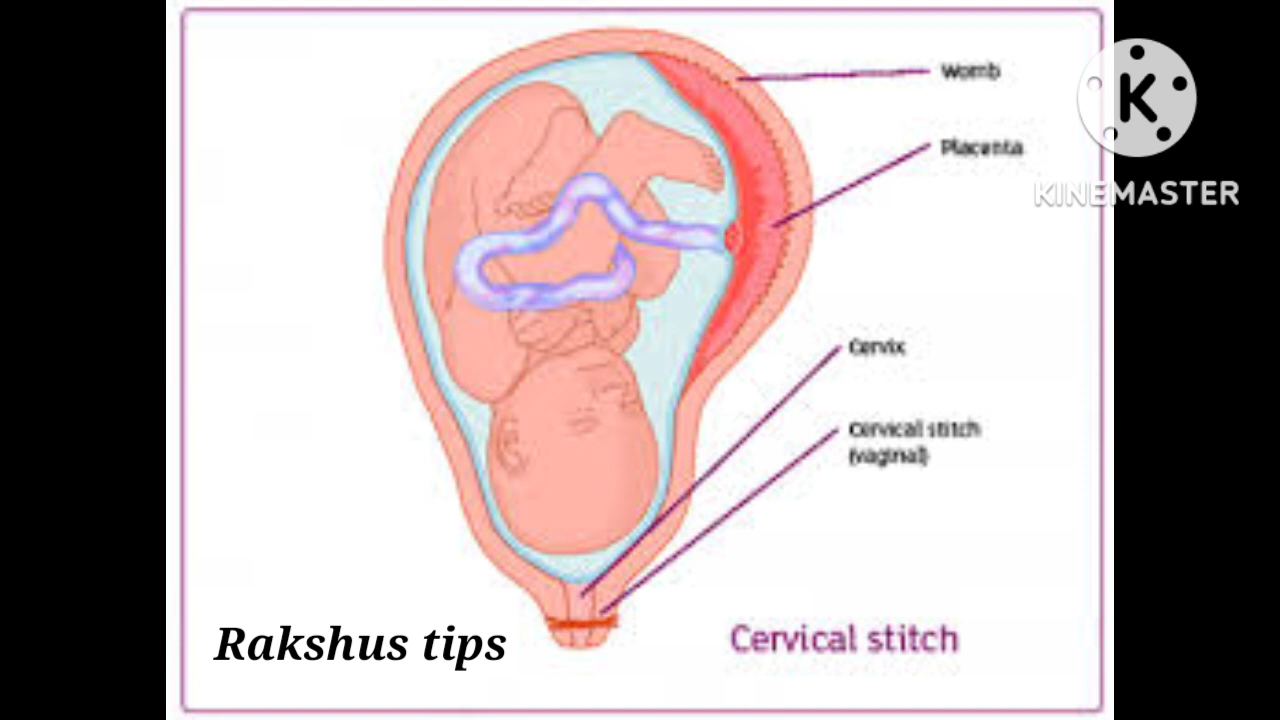 Womb
Placenta
K
KINEMASTER
Cervix
Cervical stitch
(vaginal)
Rakshus tips
Cervical stitch